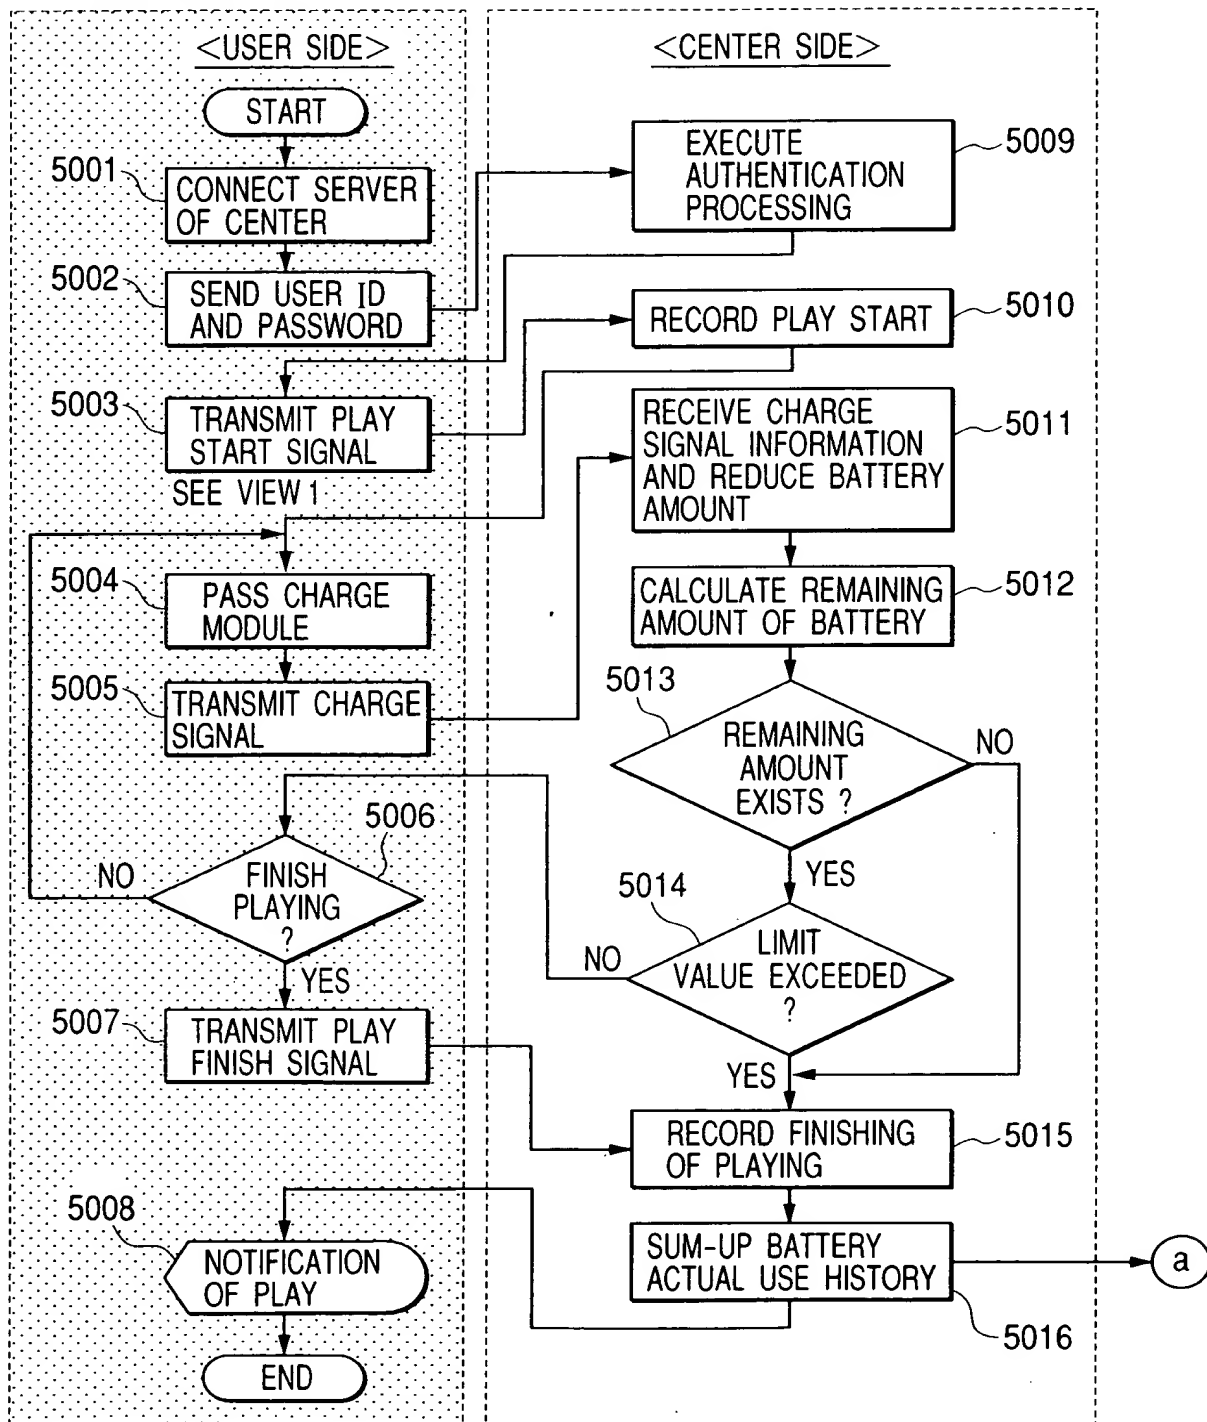 <USER SIDE>
START
5001
CONNECT SERVER
OF CENTER
5002
SEND USER ID
AND PASSWORD
5003
TRANSMIT PLAY
START SIGNAL
SEE VIEW 1
5004
PASS CHARGE
MODULE
5005
TRANSMIT CHARGE
SIGNAL
5006
NO
FINISH
PLAYING
?
YES
5007
TRANSMIT PLAY
FINISH SIGNAL
5008
NOTIFICATION
OF PLAY
END
<CENTER SIDE>
EXECUTE
AUTHENTICATION
PROCESSING
5009
RECORD PLAY START
5010
RECEIVE CHARGE
SIGNAL INFORMATION
AND REDUCE BATTERY
AMOUNT
5011
CALCULATE REMAINING
AMOUNT OF BATTERY
5012
5013
REMAINING
AMOUNT
EXISTS ?
NO
YES
5014
NO
LIMIT
VALUE EXCEEDED
?
YES
RECORD FINISHING
OF PLAYING
5015
SUM-UP BATTERY
ACTUAL USE HISTORY
5016
a